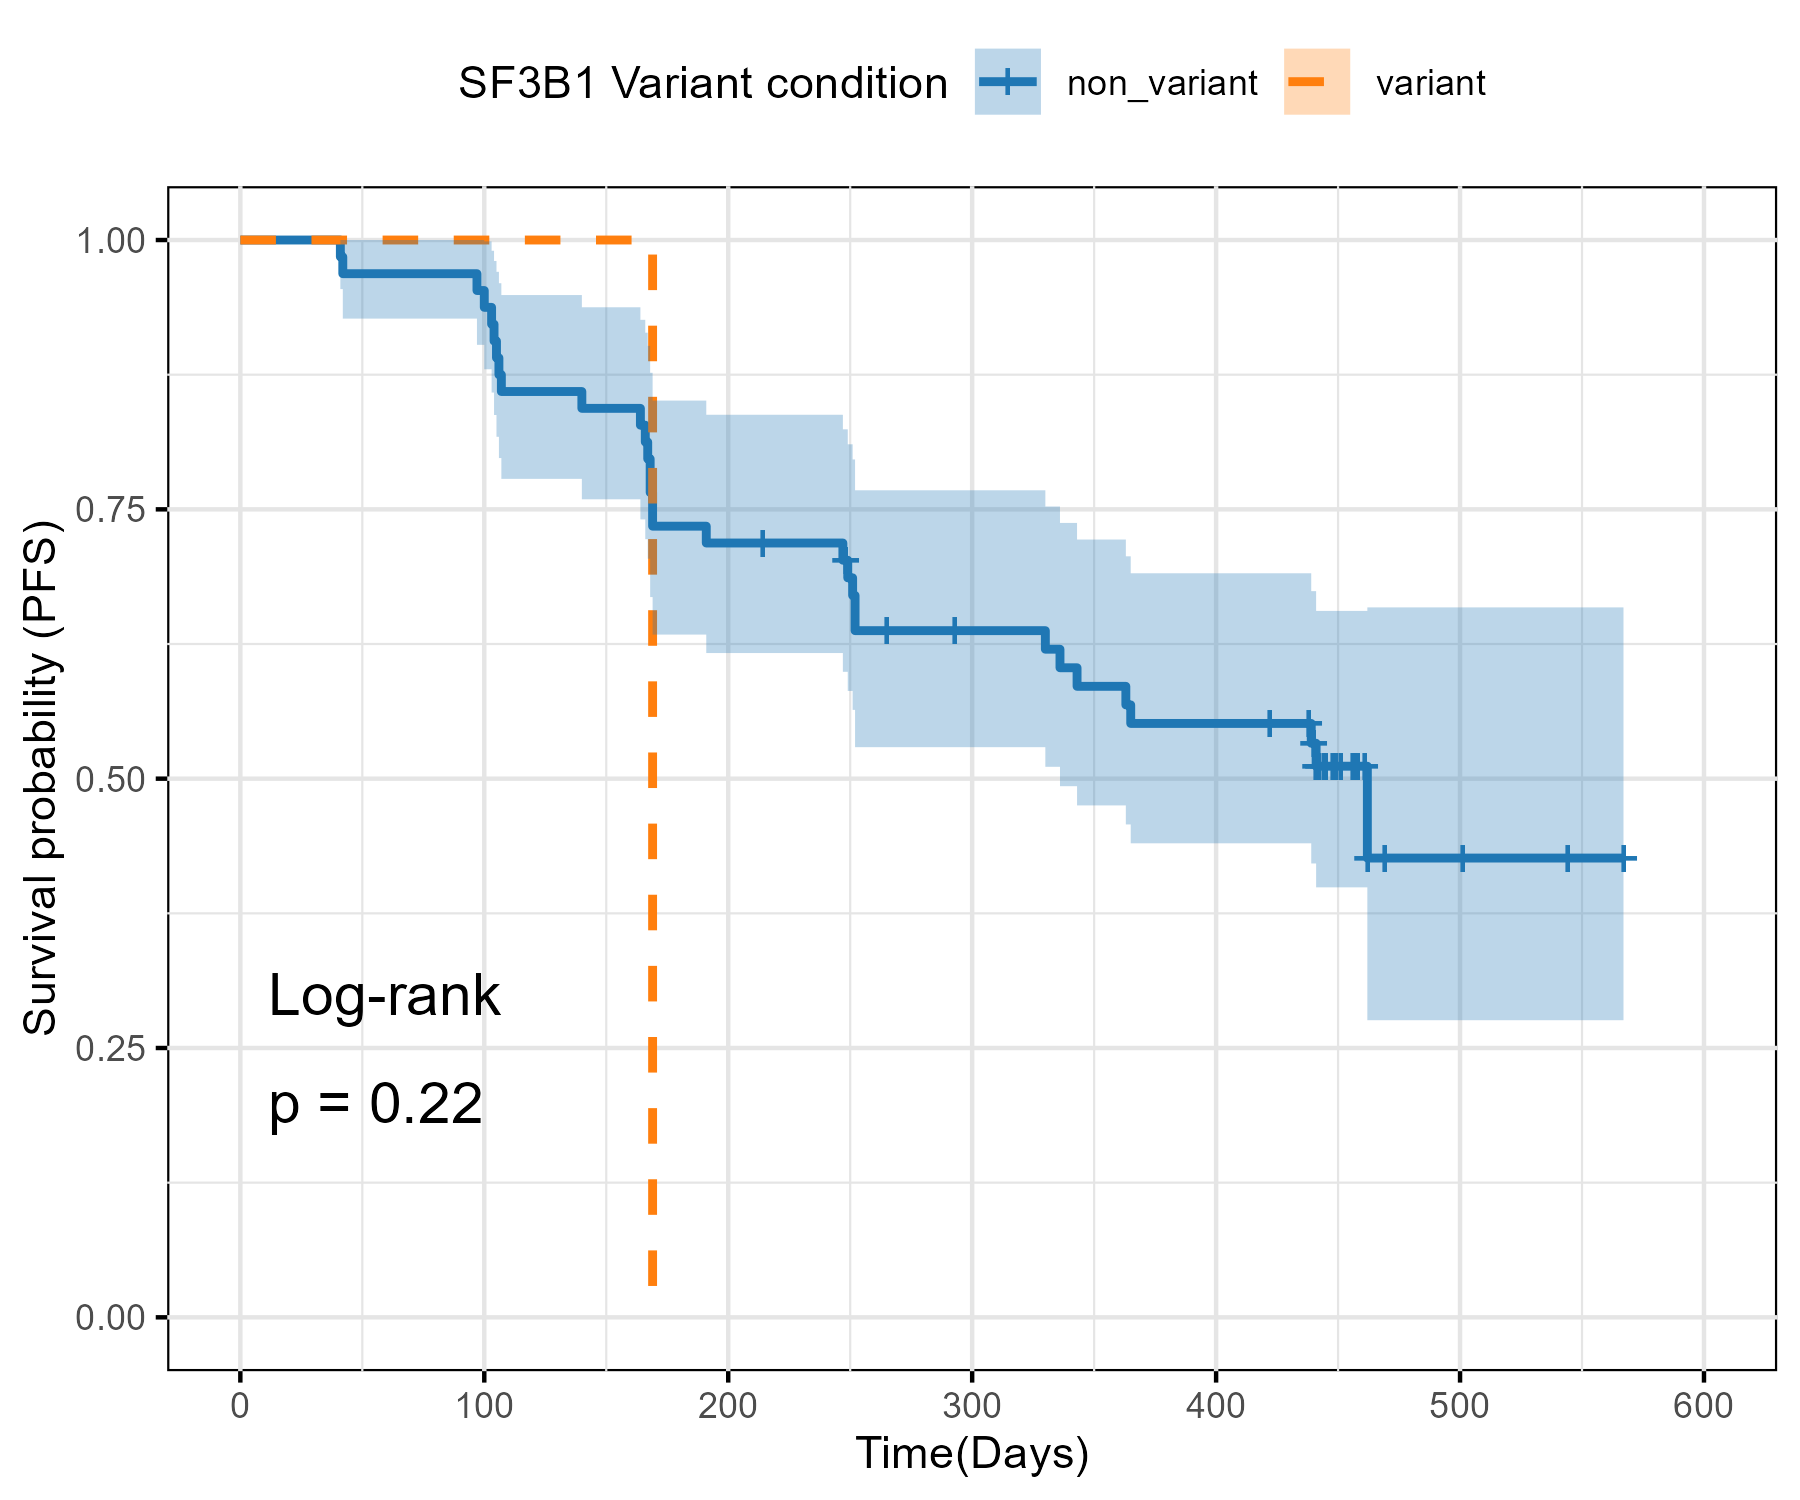 SF3B1 Variant condition non_variant variant
1.00
0.75
0.50
0.25
0.00
Survival probability (PFS)
Log-rank
p = 0.22
0 100 200 300 400 500 600
Time(Days)